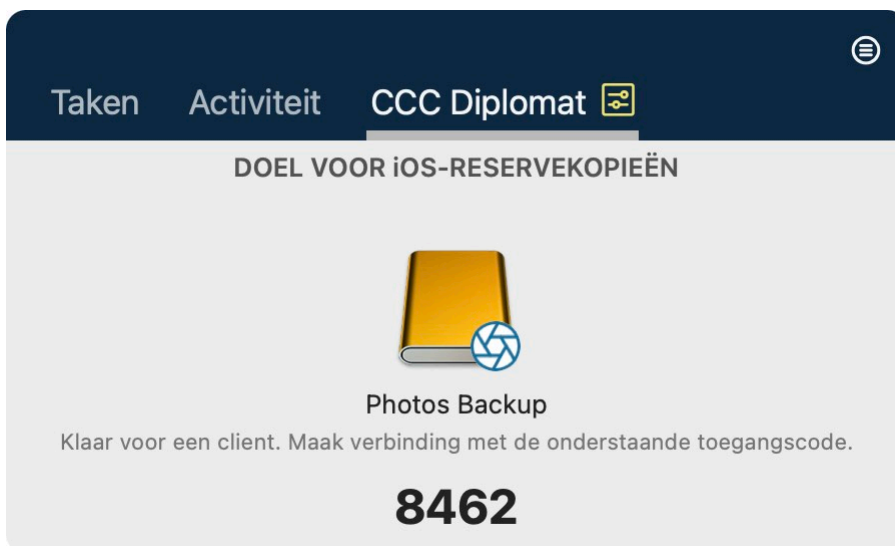 Taken Activiteit CCC Diplomat
DOEL VOOR iOS-RESERVEKOPIEËN
Photos Backup
Klaar voor een client. Maak verbinding met de onderstaande toegangscode.
8462